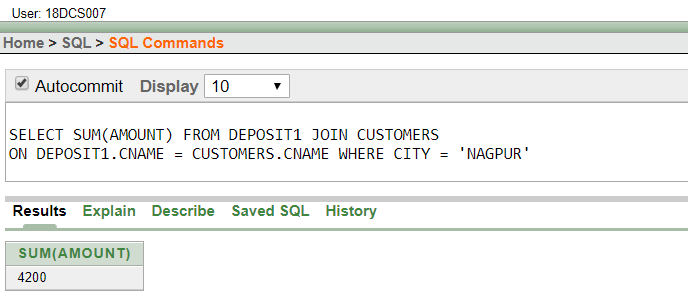 User: 18DCS007
Home > SQL > SQL Commands
Autocommit Display 10
SELECT SUM(AMOUNT) FROM DEPOSIT1 JOIN CUSTOMERS
ON DEPOSIT1.CNAME = CUSTOMERS.CNAME WHERE CITY = 'NAGPUR'
Results Explain Describe Saved SQL History
SUM(AMOUNT)
4200